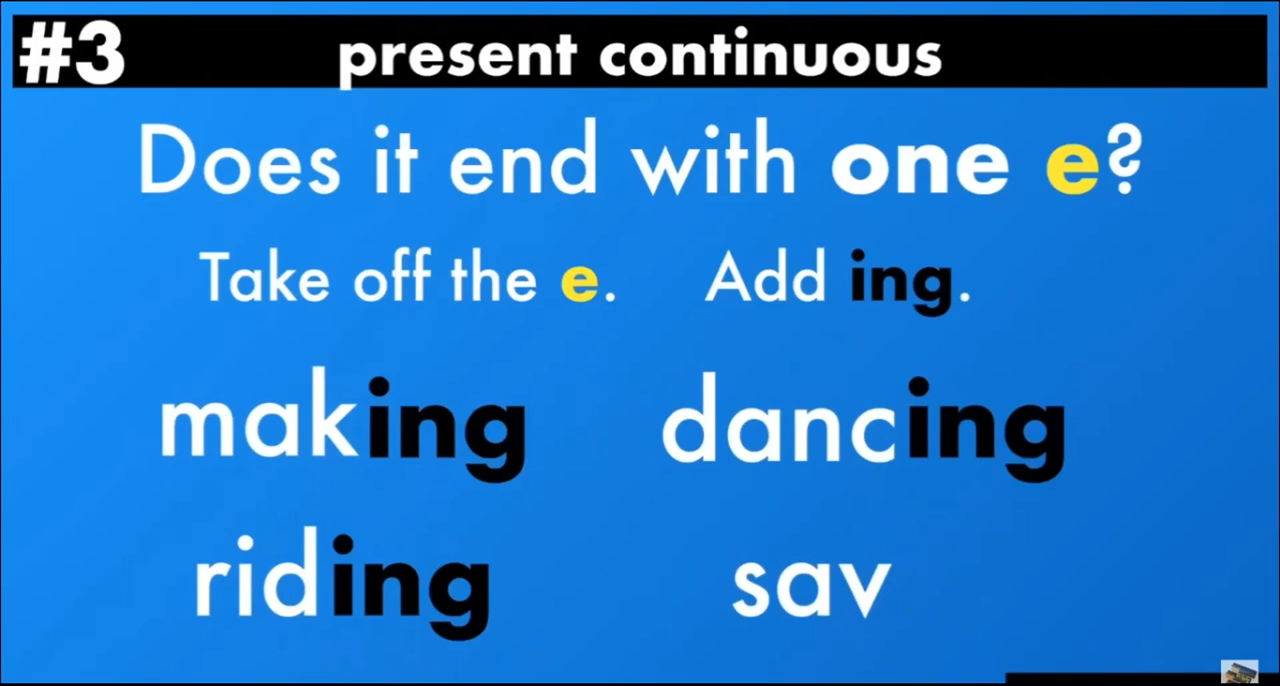 #3 present continuous
Does it end with one e?
Take off the e. Add ing.
making dancing
riding sav